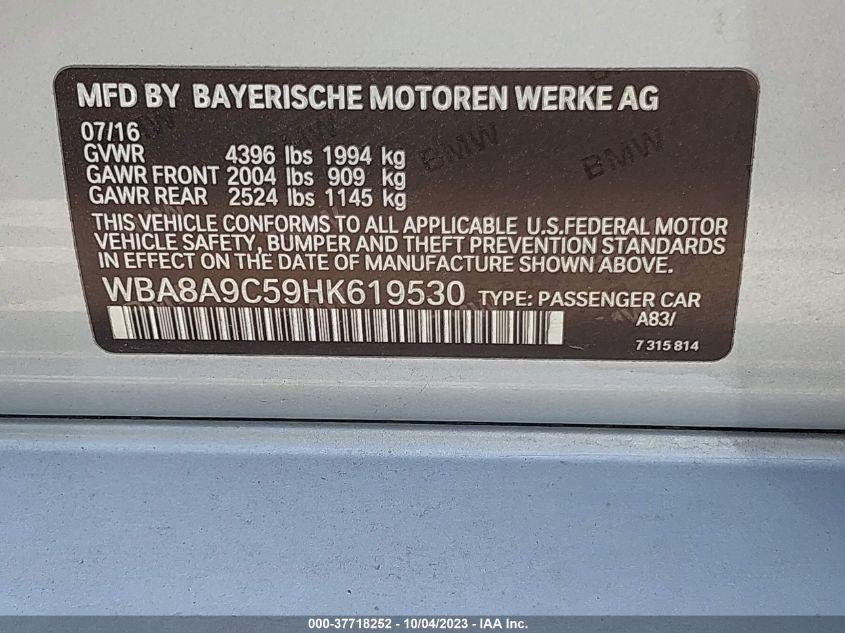 MFD BY BAYERISCHE MOTOREN WERKE AG
07/16
GVWR 4396 lbs 1994 kg
GAWR FRONT 2004 lbs 909 kg
GAWR REAR 2524 lbs 1145 kg
THIS VEHICLE CONFORMS TO ALL APPLICABLE U.S.FEDERAL MOTOR
VEHICLE SAFETY, BUMPER AND THEFT PREVENTION STANDARDS
IN EFFECT ON THE DATE OF MANUFACTURE SHOWN ABOVE.
WBA8A9C59HK619530 TYPE: PASSENGER CAR
A83/
7 315 814
BMW
BMW
000-37718252 - 10/04/2023 - IAA Inc.